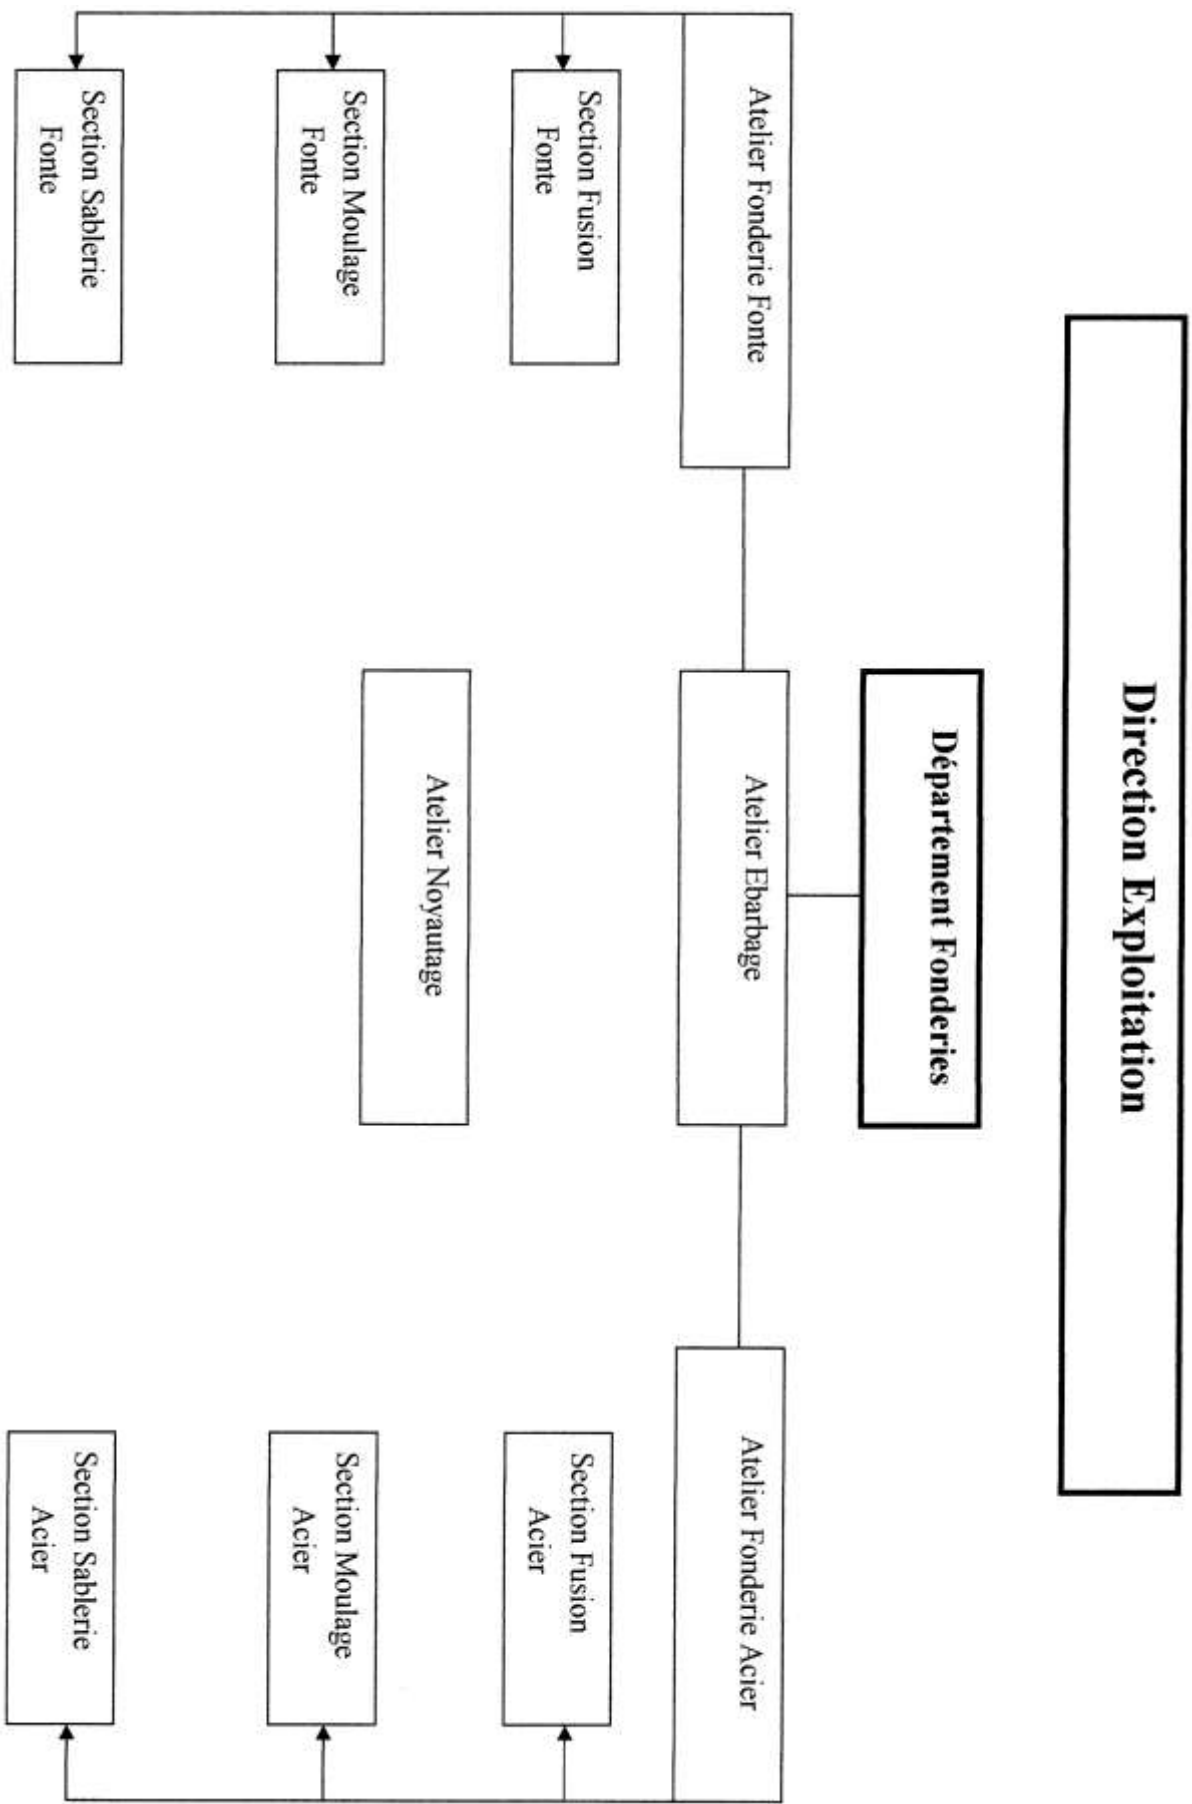 Direction Exploitation
Département Fonderies
Atelier Fonderie Fonte
Atelier Ebarbage
Atelier Fonderie Acier
Section Fusion
Fonte
Section Fusion
Acier
Atelier Noyautage
Section Moulage
Fonte
Section Moulage
Acier
Section Sablerie
Fonte
Section Sablerie
Acier